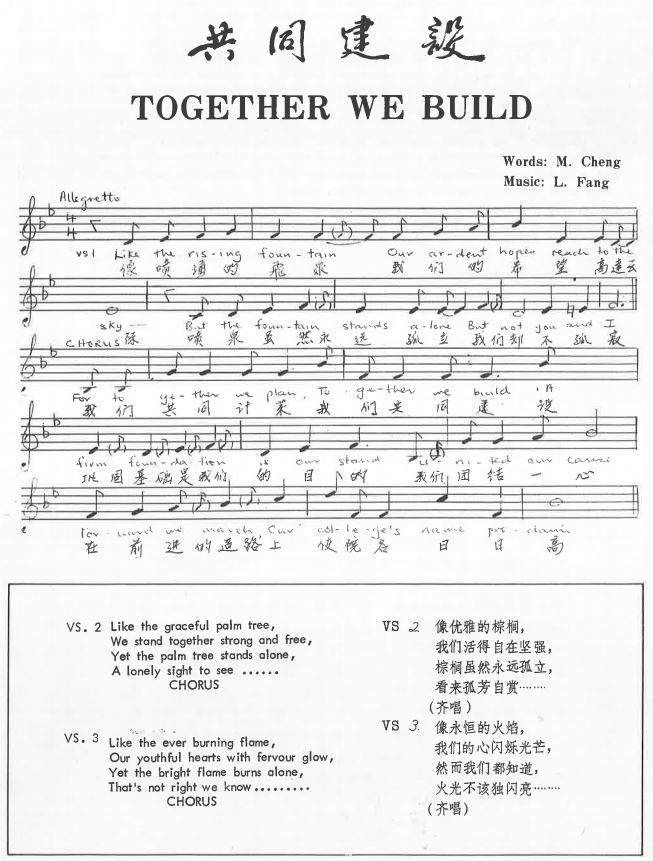 共同建設
TOGETHER WE BUILD
Words: M. Cheng
Music: L. Fang
Allegretto
VS1 Like the ris-ing foun-tain Our ar-dent hopes reach to the
像喷涌的飛泉 我们的希望高達云
sky — But the foun-tain stands a-lone But not you and I
CHORUS 际 喷泉虽然永远孤立我们却不孤寂
For to ge-ther we plan, To-ge-ther we build. A
我们共同计策我们共同建设
firm foun-da-tion is our stand U-ni-ted our cause
巩固基础是我们的目的 我们团结一心
For-ward we march Our col-le-ge's name pro-claim
在前进的道路上 使院名日日高
VS. 2 Like the graceful palm tree,
We stand together strong and free,
Yet the palm tree stands alone,
A lonely sight to see ......
CHORUS
VS 2. 像优雅的棕榈，
我们活得自在坚强，
棕榈虽然永远孤立，
看来孤芳自赏········
(齐唱)
VS. 3 Like the ever burning flame,
Our youthful hearts with fervour glow,
Yet the bright flame burns alone,
That's not right we know.........
CHORUS
VS 3. 像永恒的火焰，
我们的心闪烁光芒，
然而我们都知道，
火光不该独闪亮········
(齐唱)